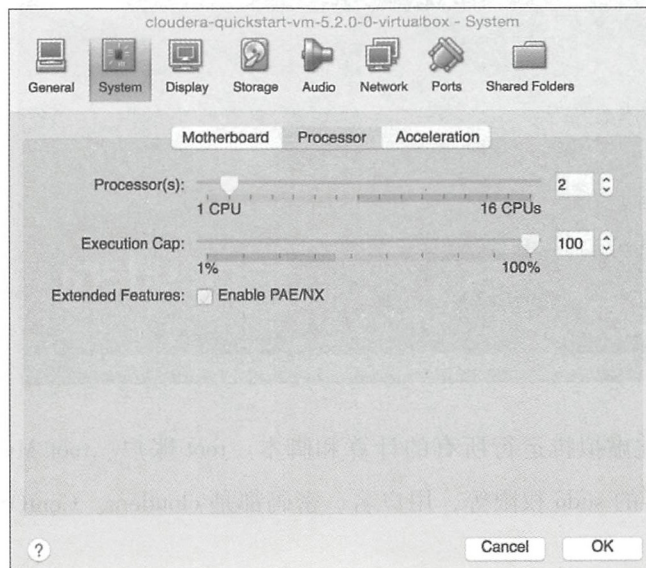 cloudera-quickstart-vm-5.2.0-0-virtualbox - System
General System Display Storage Audio Network Ports Shared Folders
Motherboard Processor Acceleration
Processor(s): 2
1 CPU 16 CPUs
Execution Cap: 100
1% 100%
Extended Features: Enable PAE/NX
? Cancel OK